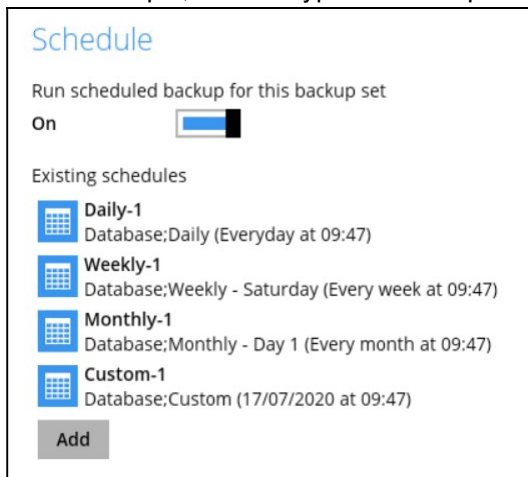 Schedule
Run scheduled backup for this backup set
On
Existing schedules
Daily-1
Database;Daily (Everyday at 09:47)
Weekly-1
Database;Weekly - Saturday (Every week at 09:47)
Monthly-1
Database;Monthly - Day 1 (Every month at 09:47)
Custom-1
Database;Custom (17/07/2020 at 09:47)
Add